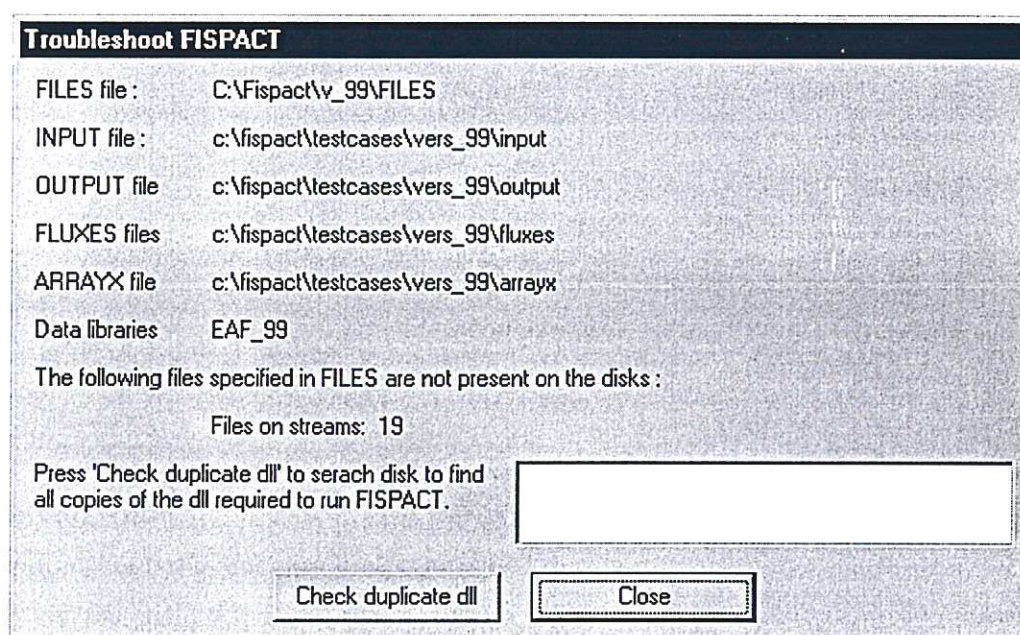 Troubleshoot FISPACT
FILES file : C:\Fispact\v_99\FILES
INPUT file : c:\fispact\testcases\vers_99\input
OUTPUT file c:\fispact\testcases\vers_99\output
FLUXES files c:\fispact\testcases\vers_99\fluxes
ARRAYX file c:\fispact\testcases\vers_99\arrayx
Data libraries EAF_99
The following files specified in FILES are not present on the disks :
Files on streams: 19
Press 'Check duplicate dll' to serach disk to find
all copies of the dll required to run FISPACT.
Check duplicate dll Close